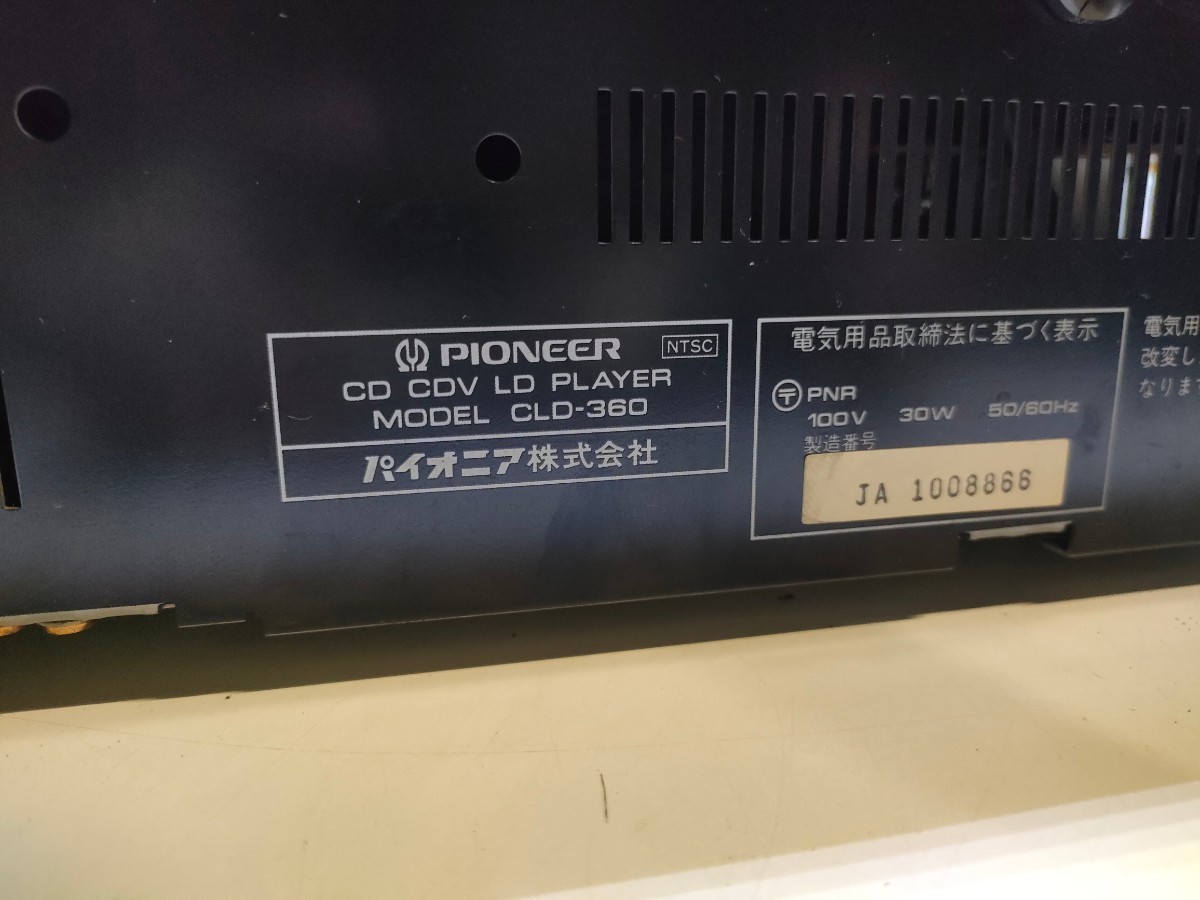 PIONEER NTSC
CD CDV LD PLAYER
MODEL CLD-360
パイオニア株式会社
電気用品取締法に基づく表示
〒 PNR
100V 30W 50/60Hz
製造番号
JA 1008866
電気用
改変し
なります